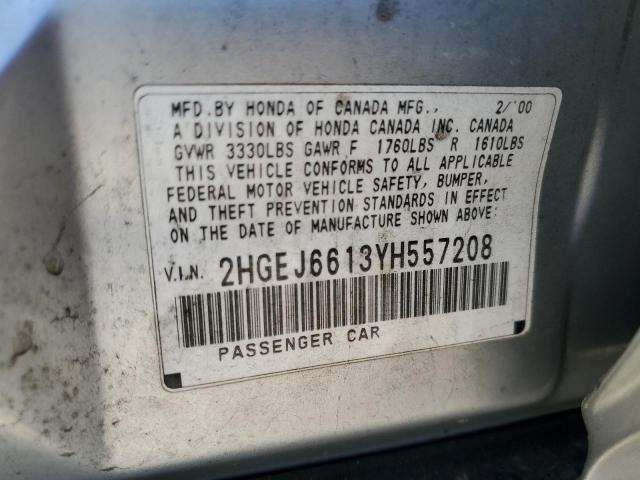 MFD. BY HONDA OF CANADA MFG., 2/'00
A DIVISION OF HONDA CANADA INC. CANADA
GVWR 3330LBS GAWR F 1760LBS R 1610LBS
THIS VEHICLE CONFORMS TO ALL APPLICABLE
FEDERAL MOTOR VEHICLE SAFETY, BUMPER,
AND THEFT PREVENTION STANDARDS IN EFFECT
ON THE DATE OF MANUFACTURE SHOWN ABOVE:
V.I.N. 2HGEJ6613YH557208
PASSENGER CAR